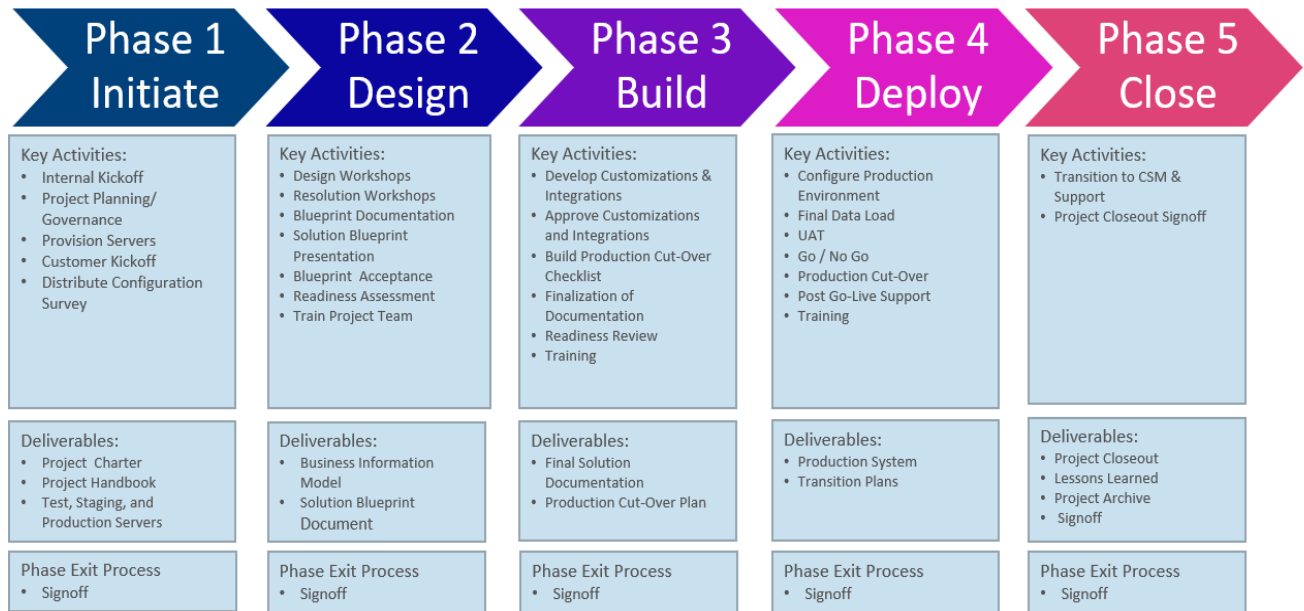 Phase 1
Initiate
Phase 2
Design
Phase 3
Build
Phase 4
Deploy
Phase 5
Close
Key Activities:
• Internal Kickoff
• Project Planning/
Governance
• Provision Servers
• Customer Kickoff
• Distribute Configuration
Survey
Key Activities:
• Design Workshops
• Resolution Workshops
• Blueprint Documentation
• Solution Blueprint
Presentation
• Blueprint Acceptance
• Readiness Assessment
• Train Project Team
Key Activities:
• Develop Customizations &
Integrations
• Approve Customizations
and Integrations
• Build Production Cut-Over
Checklist
• Finalization of
Documentation
• Readiness Review
• Training
Key Activities:
• Configure Production
Environment
• Final Data Load
• UAT
• Go / No Go
• Production Cut-Over
• Post Go-Live Support
• Training
Key Activities:
• Transition to CSM &
Support
• Project Closeout Signoff
Deliverables:
• Project Charter
• Project Handbook
• Test, Staging, and
Production Servers
Deliverables:
• Business Information
Model
• Solution Blueprint
Document
Deliverables:
• Final Solution
Documentation
• Production Cut-Over Plan
Deliverables:
• Production System
• Transition Plans
Deliverables:
• Project Closeout
• Lessons Learned
• Project Archive
• Signoff
Phase Exit Process
• Signoff
Phase Exit Process
• Signoff
Phase Exit Process
• Signoff
Phase Exit Process
• Signoff
Phase Exit Process
• Signoff